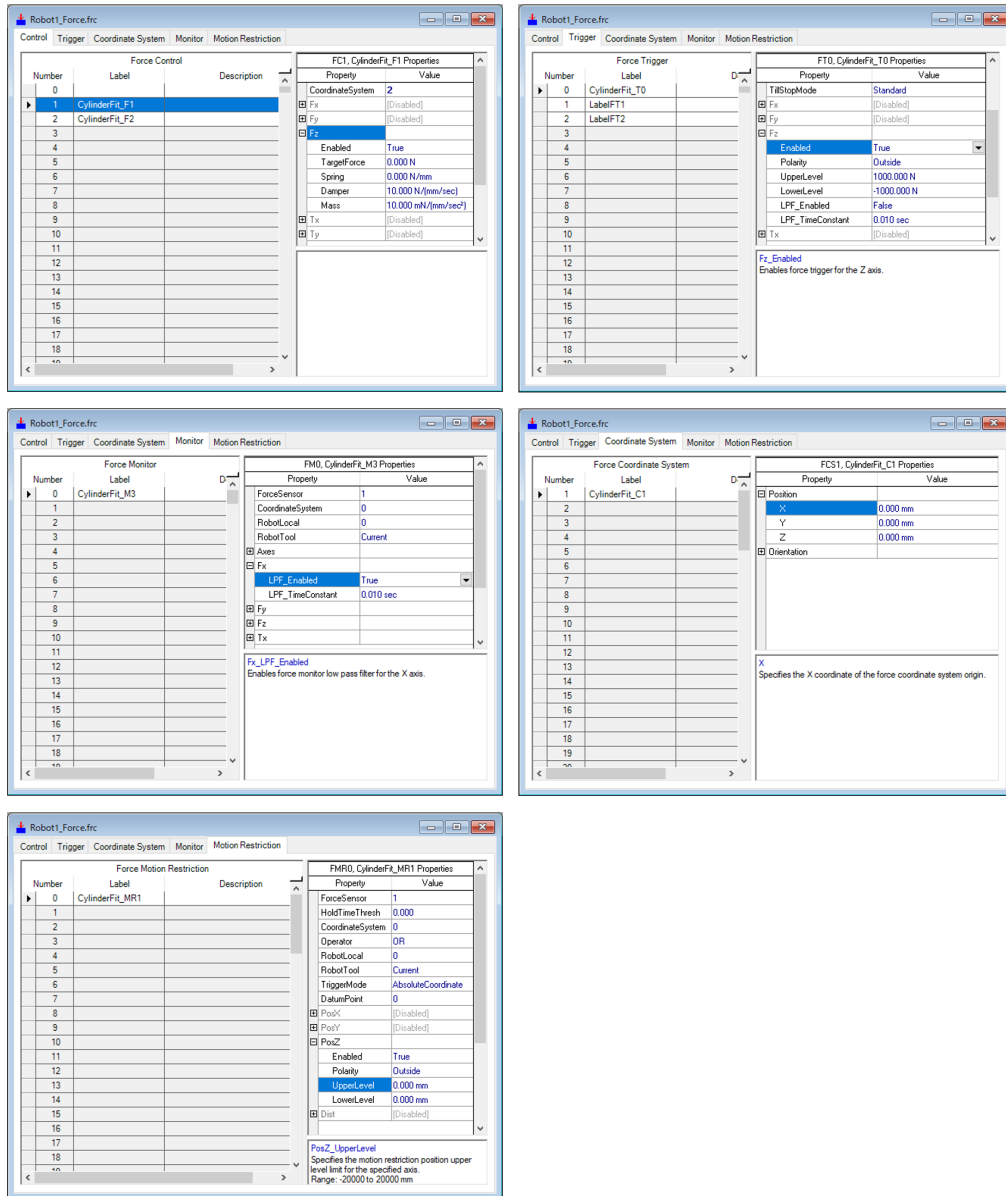 Robot1_Force.frc
Control Trigger Coordinate System Monitor Motion Restriction
Force Control
Number Label Description
0
1 CylinderFit_F1
2 CylinderFit_F2
3
4
5
6
7
8
9
10
11
12
13
14
15
16
17
18
FC1, CylinderFit_F1 Properties
Property Value
CoordinateSystem 2
Fx [Disabled]
Fy [Disabled]
Fz
Enabled True
TargetForce 0.000 N
Spring 0.000 N/mm
Damper 10.000 N/(mm/sec)
Mass 10.000 mN/(mm/sec²)
Tx [Disabled]
Ty [Disabled]
Robot1_Force.frc
Control Trigger Coordinate System Monitor Motion Restriction
Force Trigger
Number Label
0 CylinderFit_T0
1 LabelFT1
2 LabelFT2
3
4
5
6
7
8
9
10
11
12
13
14
15
16
17
18
FT0, CylinderFit_T0 Properties
Property Value
TillStopMode Standard
Fx [Disabled]
Fy [Disabled]
Fz
Enabled True
Polarity Outside
UpperLevel 1000.000 N
LowerLevel -1000.000 N
LPF_Enabled False
LPF_TimeConstant 0.010 sec
Tx [Disabled]
Fz_Enabled
Enables force trigger for the Z axis.
Robot1_Force.frc
Control Trigger Coordinate System Monitor Motion Restriction
Force Monitor
Number Label
0 CylinderFit_M3
1
2
3
4
5
6
7
8
9
10
11
12
13
14
15
16
17
18
FM0, CylinderFit_M3 Properties
Property Value
ForceSensor 1
CoordinateSystem 0
RobotLocal 0
RobotTool Current
Axes
Fx
LPF_Enabled True
LPF_TimeConstant 0.010 sec
Fy
Fz
Tx
Fx_LPF_Enabled
Enables force monitor low pass filter for the X axis.
Robot1_Force.frc
Control Trigger Coordinate System Monitor Motion Restriction
Force Coordinate System
Number Label
1 CylinderFit_C1
2
3
4
5
6
7
8
9
10
11
12
13
14
15
16
17
18
19
FCS1, CylinderFit_C1 Properties
Property Value
Position
X 0.000 mm
Y 0.000 mm
Z 0.000 mm
Orientation
X
Specifies the X coordinate of the force coordinate system origin.
Robot1_Force.frc
Control Trigger Coordinate System Monitor Motion Restriction
Force Motion Restriction
Number Label Description
0 CylinderFit_MR1
1
2
3
4
5
6
7
8
9
10
11
12
13
14
15
16
17
18
FMR0, CylinderFit_MR1 Properties
Property Value
ForceSensor 1
HoldTimeThresh 0.000
CoordinateSystem 0
Operator OR
RobotLocal 0
RobotTool Current
TriggerMode AbsoluteCoordinate
DatumPoint 0
PosX [Disabled]
PosY [Disabled]
PosZ
Enabled True
Polarity Outside
UpperLevel 0.000 mm
LowerLevel 0.000 mm
Dist [Disabled]
PosZ_UpperLevel
Specifies the motion restriction position upper
level limit for the specified axis.
Range: -20000 to 20000 mm